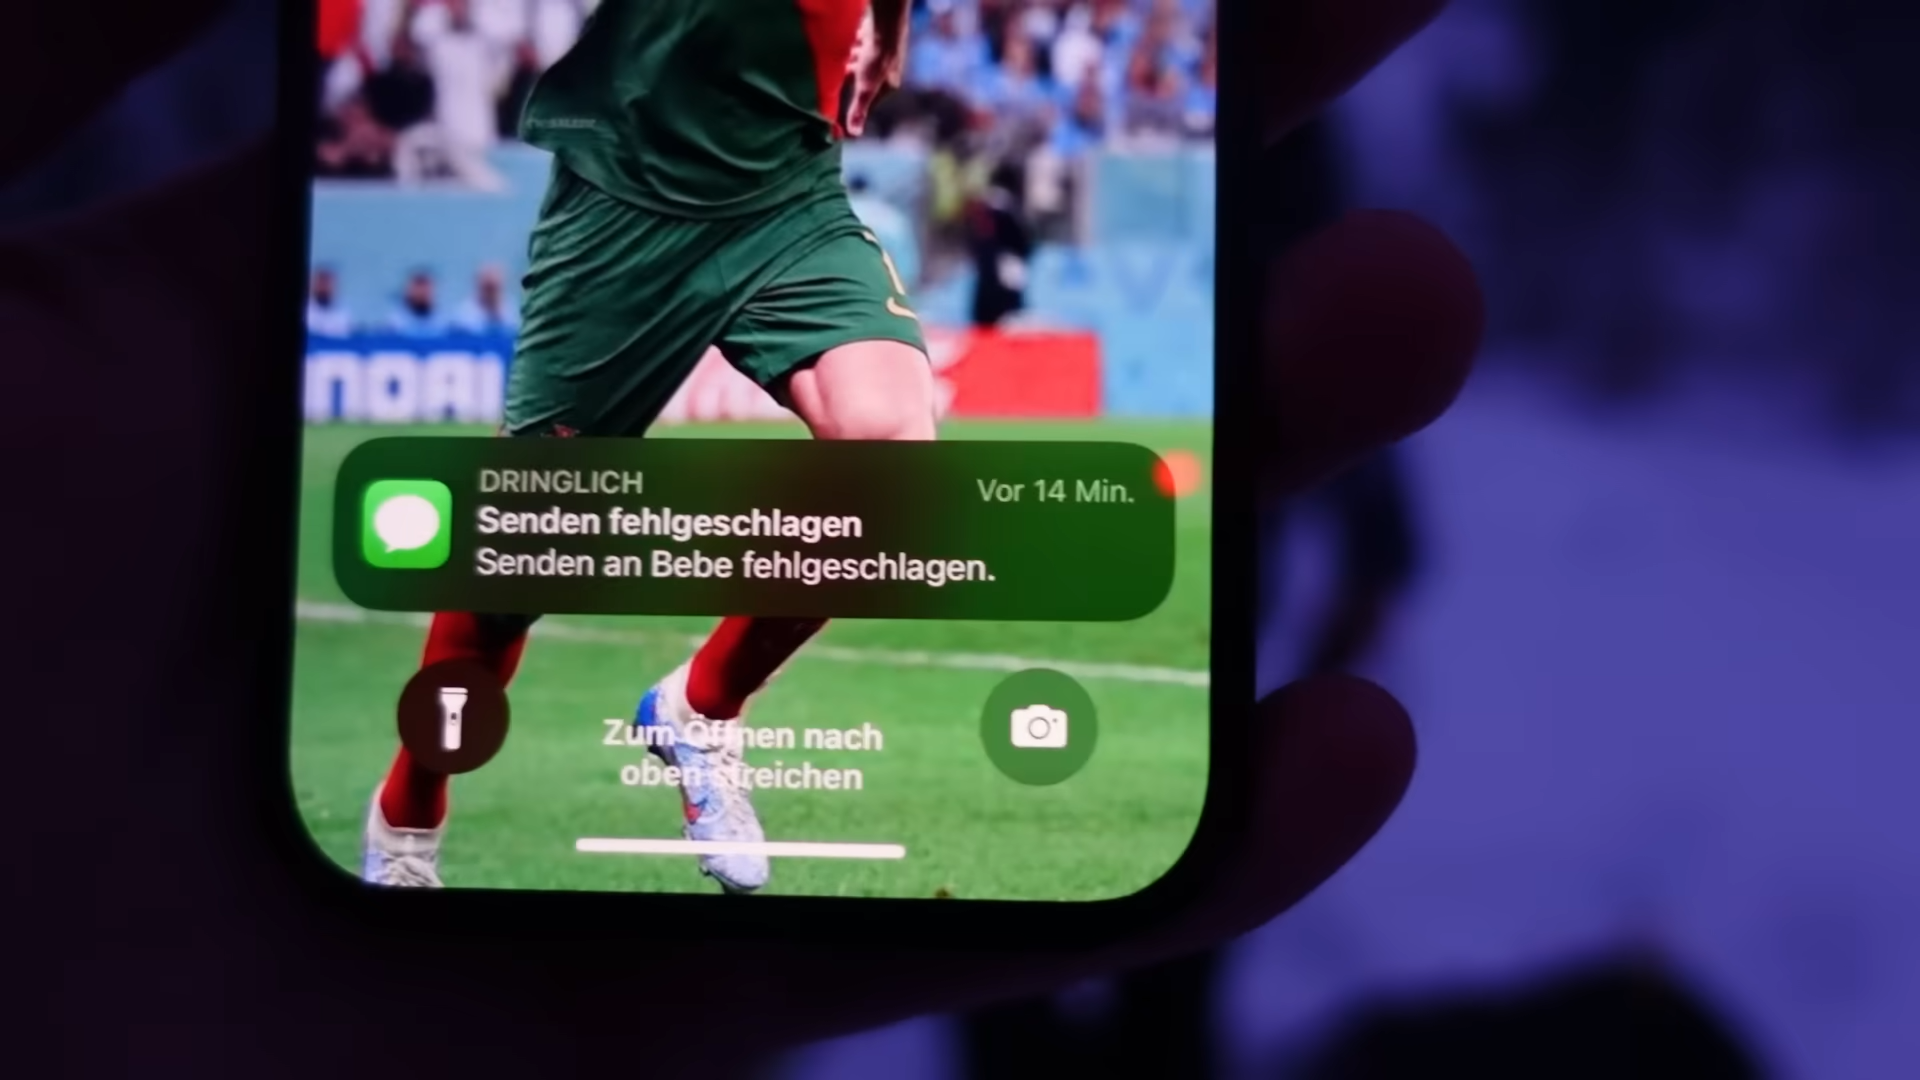 DRINGLICH
Vor 14 Min.
Senden fehlgeschlagen
Senden an Bebe fehlgeschlagen.
Zum Öffnen nach
oben streichen